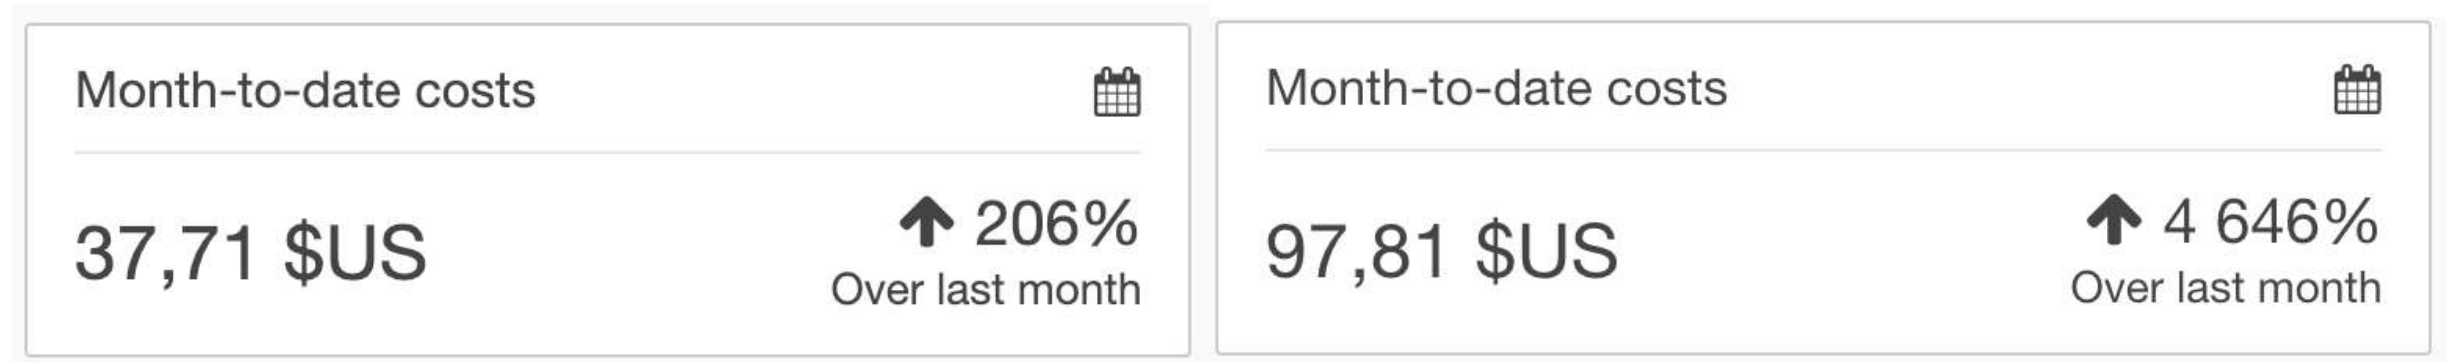 Month-to-date costs
37,71 $US
206%
Over last month
Month-to-date costs
97,81 $US
4 646%
Over last month